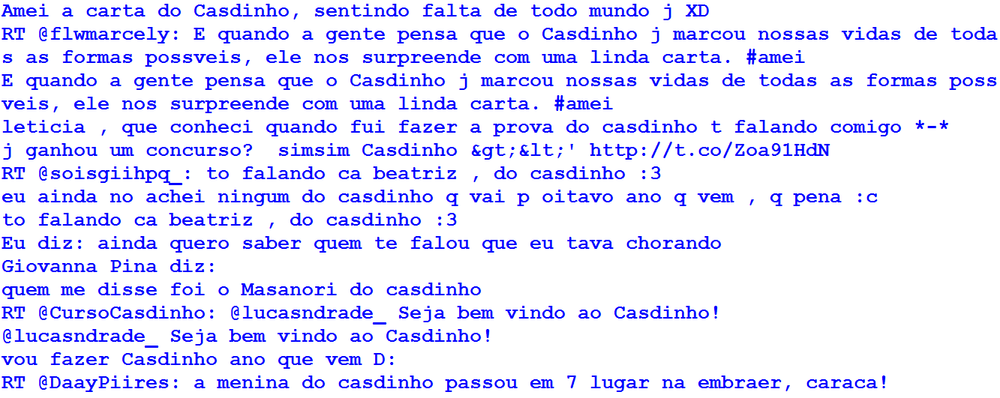 Amei a carta do Casdinho, sentindo falta de todo mundo j XD
RT @flwmarcely: E quando a gente pensa que o Casdinho j marcou nossas vidas de toda
s as formas possveis, ele nos surpreende com uma linda carta. #amei
E quando a gente pensa que o Casdinho j marcou nossas vidas de todas as formas poss
veis, ele nos surpreende com uma linda carta. #amei
leticia , que conheci quando fui fazer a prova do casdinho t falando comigo *-*
j ganhou um concurso?  simsim Casdinho &gt;&lt;' http://t.co/Zoa91HdN
RT @soisgiihpq_: to falando ca beatriz , do casdinho :3
eu ainda no achei ningum do casdinho q vai p oitavo ano q vem , q pena :c
to falando ca beatriz , do casdinho :3
Eu diz: ainda quero saber quem te falou que eu tava chorando
Giovanna Pina diz:
quem me disse foi o Masanori do casdinho
RT @CursoCasdinho: @lucasndrade_ Seja bem vindo ao Casdinho!
@lucasndrade_ Seja bem vindo ao Casdinho!
vou fazer Casdinho ano que vem D:
RT @DaayPiires: a menina do casdinho passou em 7 lugar na embraer, caraca!